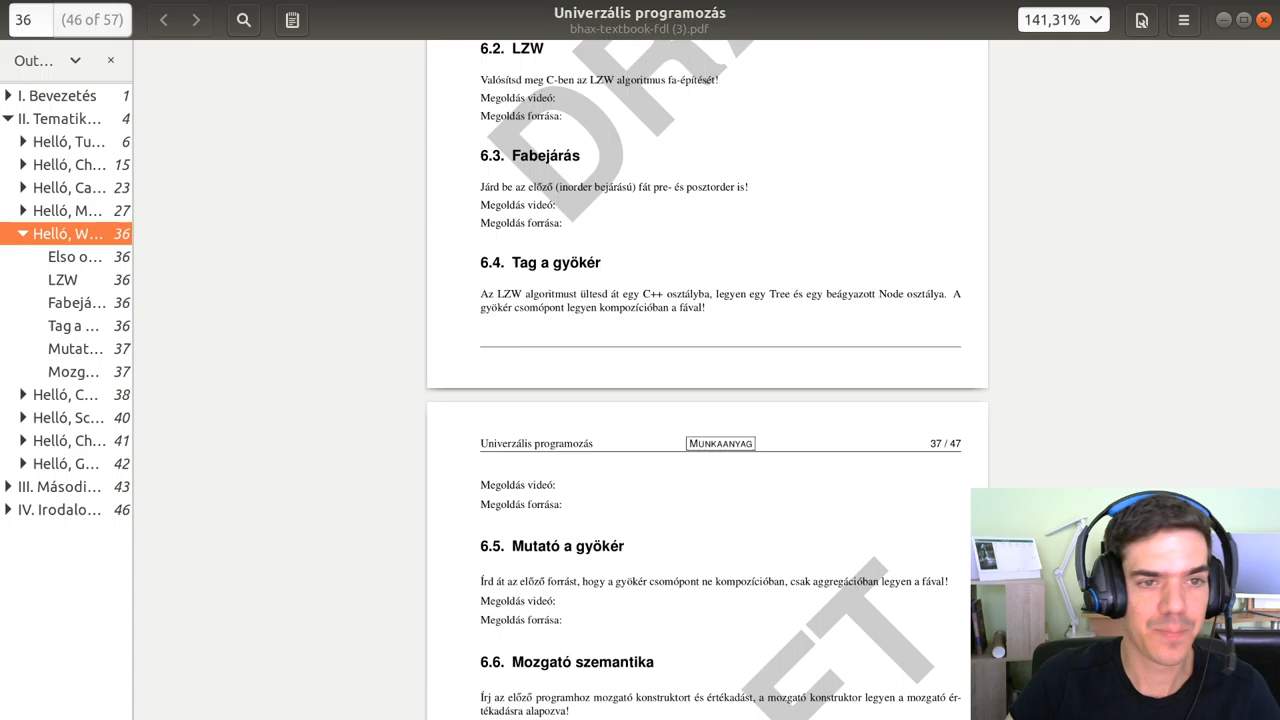 36
(46 of 57)
Univerzális programozás
bhax-textbook-fdl (3).pdf
141,31%
Out...
I. Bevezetés 1
II. Tematik... 4
Helló, Tu... 6
Helló, Ch... 15
Helló, Ca... 23
Helló, M... 27
Helló, W... 36
Elso o... 36
LZW 36
Fabejá... 36
Tag a ... 36
Mutat... 37
Mozg... 37
Helló, C... 38
Helló, Sc... 40
Helló, Ch... 41
Helló, G... 42
III. Másodi... 43
IV. Irodalo... 46
6.2. LZW
Valósítsd meg C-ben az LZW algoritmus fa-építését!
Megoldás videó:
Megoldás forrása:
6.3. Fabejárás
Járd be az előző (inorder bejárású) fát pre- és posztorder is!
Megoldás videó:
Megoldás forrása:
6.4. Tag a gyökér
Az LZW algoritmust ültesd át egy C++ osztályba, legyen egy Tree és egy beágyazott Node osztálya. A
gyökér csomópont legyen kompozícióban a fával!
Univerzális programozás MUNKAANYAG 37 / 47
Megoldás videó:
Megoldás forrása:
6.5. Mutató a gyökér
Írd át az előző forrást, hogy a gyökér csomópont ne kompozícióban, csak aggregációban legyen a fával!
Megoldás videó:
Megoldás forrása:
6.6. Mozgató szemantika
Írj az előző programhoz mozgató konstruktort és értékadást, a mozgató konstruktor legyen a mozgató ér-
tékadásra alapozva!